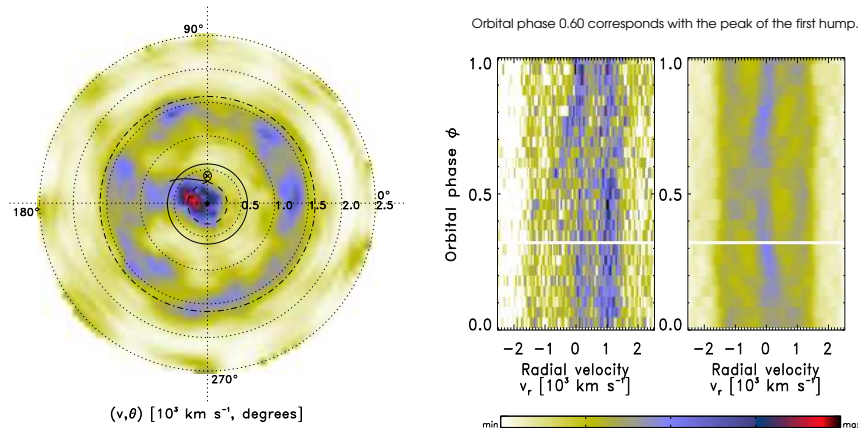 Orbital phase 0.60 corresponds with the peak of the first hump.
90°
180°
0°
0.5 1.0 1.5 2.0 2.5
270°
(v,θ) [10³ km s⁻¹, degrees]
Orbital phase ϕ
1.0
0.5
0.0
-2 -1 0 1 2
Radial velocity
vᵣ [10³ km s⁻¹]
1.0
0.5
0.0
-2 -1 0 1 2
Radial velocity
vᵣ [10³ km s⁻¹]
min